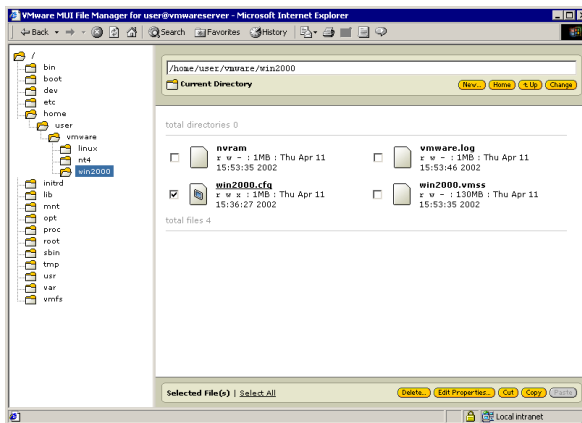 VMware MUI File Manager for user@vmwareserver - Microsoft Internet Explorer
Back Search Favorites History
/
bin
boot
dev
etc
home
user
vmware
linux
nt4
win2000
initrd
lib
mnt
opt
proc
root
sbin
tmp
usr
var
vmfs
/home/user/vmware/win2000
Current Directory New... Home Up Change
total directories 0
nvram
r w - : 1MB : Thu Apr 11
15:53:35 2002
vmware.log
r w - : 1MB : Thu Apr 11
15:53:46 2002
win2000.cfg
r w x : 1MB : Thu Apr 11
15:36:27 2002
win2000.vmss
r w - : 130MB : Thu Apr 11
15:53:35 2002
total files 4
Selected File(s) | Select All Delete... Edit Properties... Cut Copy Paste
Local intranet